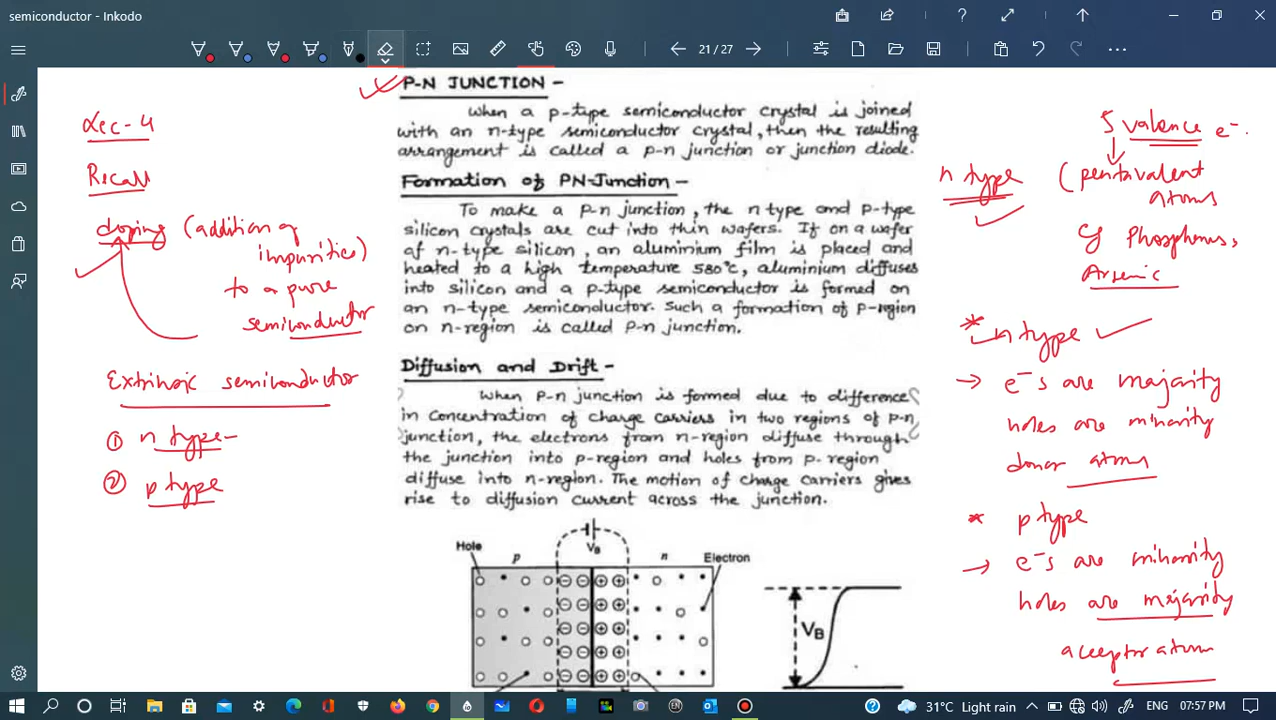 semiconductor - Inkodo
21 / 27
Lec-4
Recall
doping (addition of
impurities)
to a pure
semiconductor
Extrinsic semiconductor
① n type-
② p type
P-N JUNCTION -
When a p-type semiconductor crystal is joined
with an n-type semiconductor crystal, then the resulting
arrangement is called a p-n junction or junction diode.
Formation of PN-Junction -
To make a p-n junction, the n type and p-type
silicon crystals are cut into thin wafers. If on a wafer
of n-type silicon, an aluminium film is placed and
heated to a high temperature 580°C, aluminium diffuses
into silicon and a p-type semiconductor is formed on
an n-type semiconductor. Such a formation of p-region
on n-region is called p-n junction.
Diffusion and Drift -
When p-n junction is formed due to difference
in concentration of charge carriers in two regions of p-n
junction, the electrons from n-region diffuse through
the junction into p-region and holes from p-region
diffuse into n-region. The motion of charge carriers gives
rise to diffusion current across the junction.
Hole
p
VB
n
Electron
VB
5 valence e-.
n type (pentavalent
atoms
eg Phosphorus,
Arsenic
* n type
→ e-s are majority
holes are minority
donor atoms
* p type
→ e-s are minority
holes are majority
acceptor atom
31°C Light rain
ENG
07:57 PM